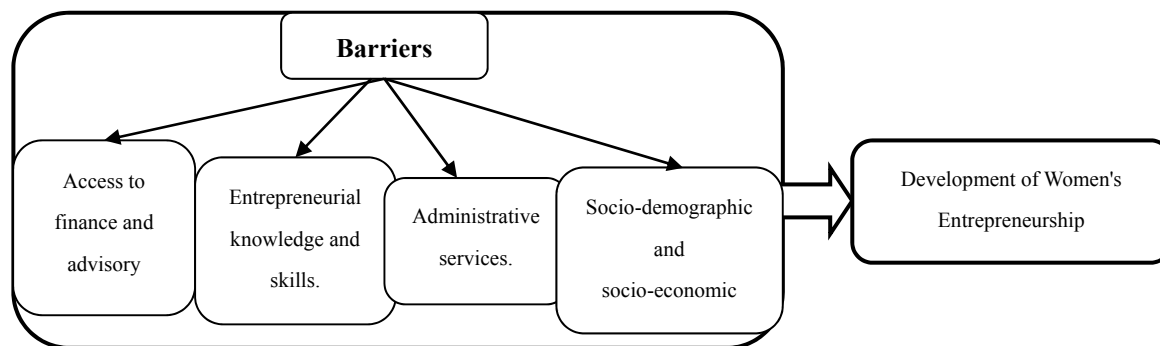 Barriers
Access to
finance and
advisory
Entrepreneurial
knowledge and
skills.
Administrative
services.
Socio-demographic
and
socio-economic
Development of Women's
Entrepreneurship